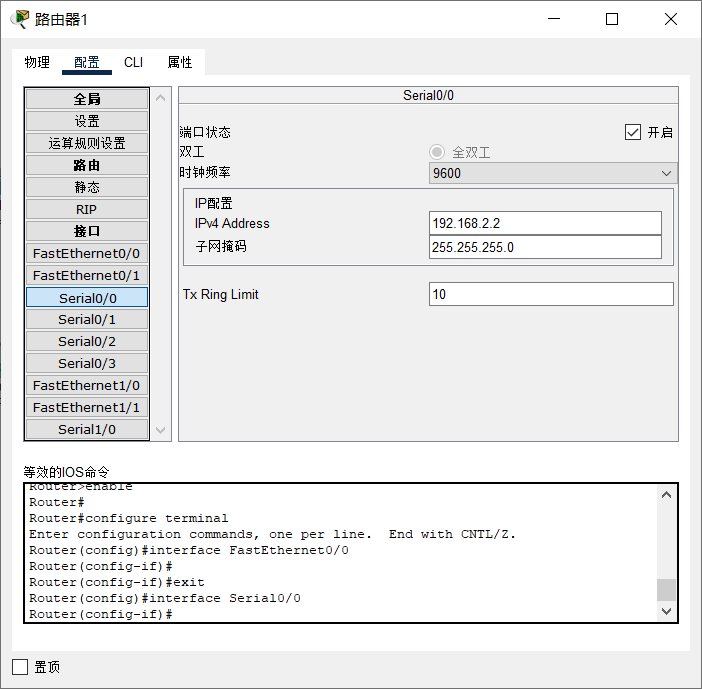 路由器1
物理 配置 CLI 属性
全局
设置
运算规则设置
路由
静态
RIP
接口
FastEthernet0/0
FastEthernet0/1
Serial0/0
Serial0/1
Serial0/2
Serial0/3
FastEthernet1/0
FastEthernet1/1
Serial1/0
Serial0/0
端口状态 开启
双工 全双工
时钟频率 9600
IP配置
IPv4 Address 192.168.2.2
子网掩码 255.255.255.0
Tx Ring Limit 10
等效的IOS命令
Router>enable
Router#
Router#configure terminal
Enter configuration commands, one per line.  End with CNTL/Z.
Router(config)#interface FastEthernet0/0
Router(config-if)#
Router(config-if)#exit
Router(config)#interface Serial0/0
Router(config-if)#
置顶